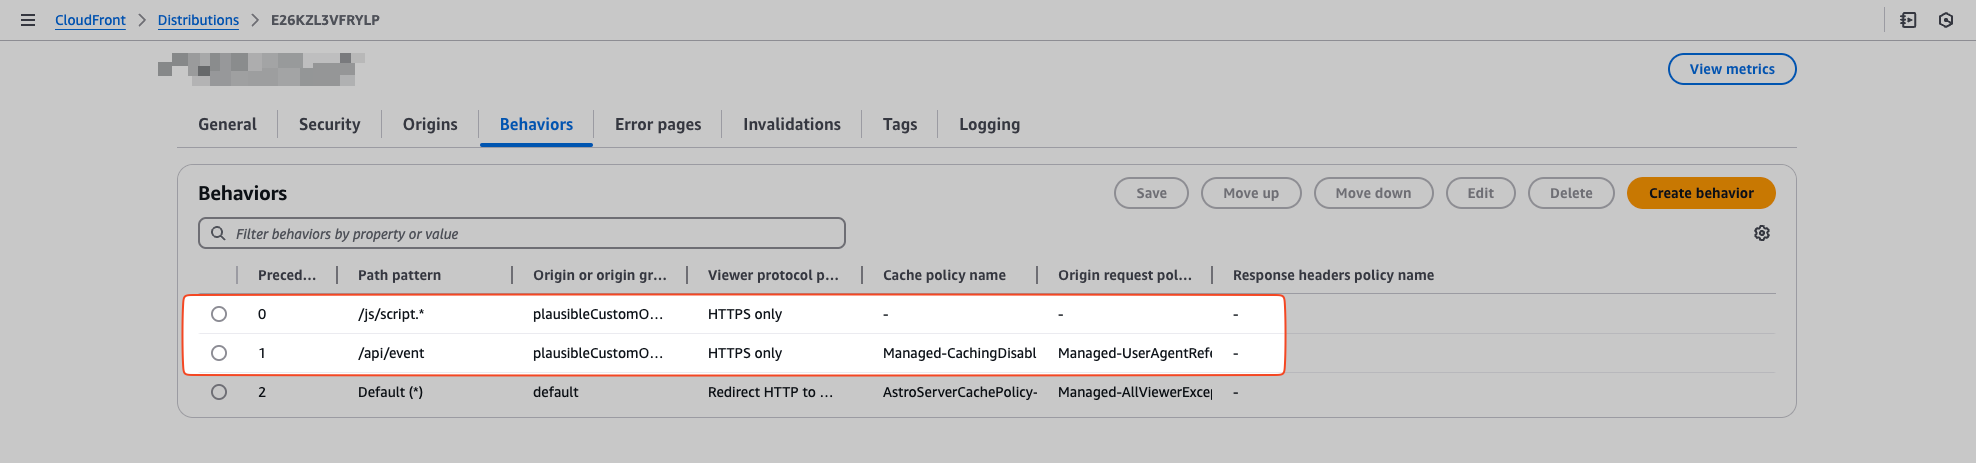 CloudFront > Distributions > E26KZL3VFRYLP
View metrics
General Security Origins Behaviors Error pages Invalidations Tags Logging
Behaviors
Save Move up Move down Edit Delete Create behavior
Filter behaviors by property or value
Preced... Path pattern Origin or origin gr... Viewer protocol p... Cache policy name Origin request pol... Response headers policy name
0 /js/script.* plausibleCustomO... HTTPS only - - -
1 /api/event plausibleCustomO... HTTPS only Managed-CachingDisabl Managed-UserAgentRefe -
2 Default (*) default Redirect HTTP to ... AstroServerCachePolicy- Managed-AllViewerExcep -